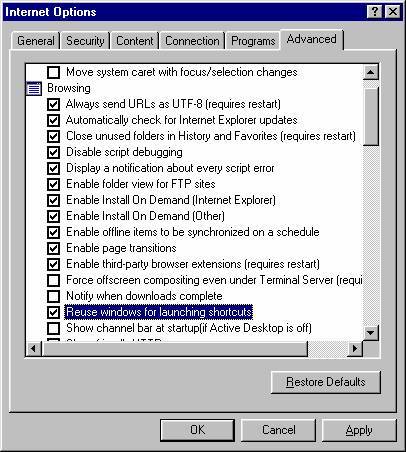 Internet Options
General Security Content Connection Programs Advanced
Move system caret with focus/selection changes
Browsing
Always send URLs as UTF-8 (requires restart)
Automatically check for Internet Explorer updates
Close unused folders in History and Favorites (requires restart)
Disable script debugging
Display a notification about every script error
Enable folder view for FTP sites
Enable Install On Demand (Internet Explorer)
Enable Install On Demand (Other)
Enable offline items to be synchronized on a schedule
Enable page transitions
Enable third-party browser extensions (requires restart)
Force offscreen compositing even under Terminal Server (requi
Notify when downloads complete
Reuse windows for launching shortcuts
Show channel bar at startup(if Active Desktop is off)
Restore Defaults
OK Cancel Apply